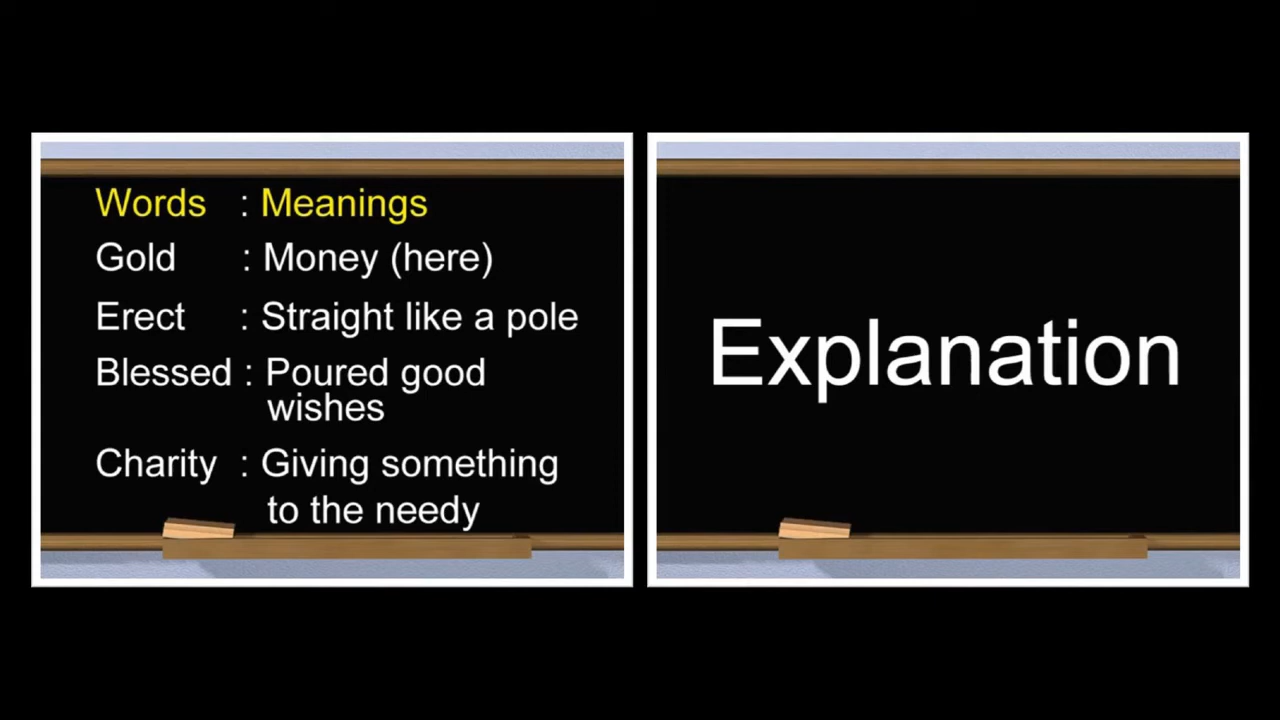 Words : Meanings
Gold : Money (here)
Erect : Straight like a pole
Blessed : Poured good
wishes
Charity : Giving something
to the needy
Explanation